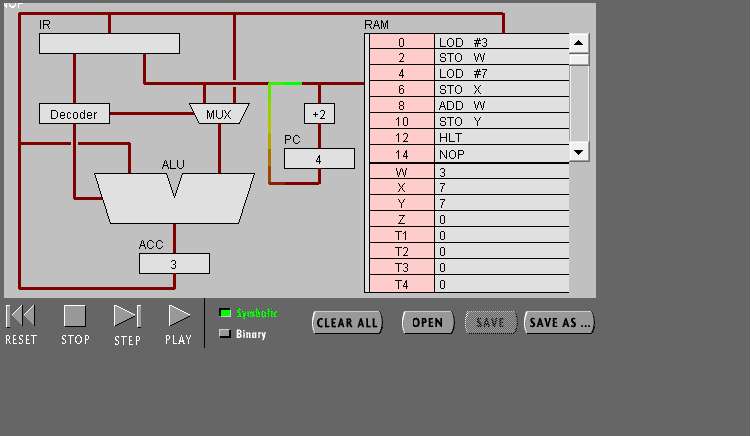 NOP
IR
RAM
0 LOD #3
2 STO W
4 LOD #7
6 STO X
8 ADD W
10 STO Y
12 HLT
14 NOP
W 3
X 7
Y 7
Z 0
T1 0
T2 0
T3 0
T4 0
Decoder
MUX
+2
PC
4
ALU
ACC
3
RESET
STOP
STEP
PLAY
Symbolic
Binary
CLEAR ALL
OPEN
SAVE
SAVE AS ...